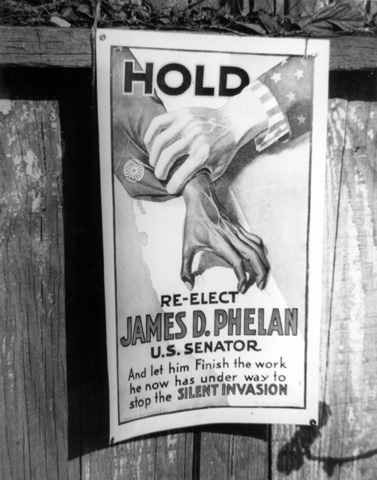 HOLD
RE-ELECT
JAMES D. PHELAN
U.S. SENATOR
And let him Finish the work
he now has under way to
stop the SILENT INVASION